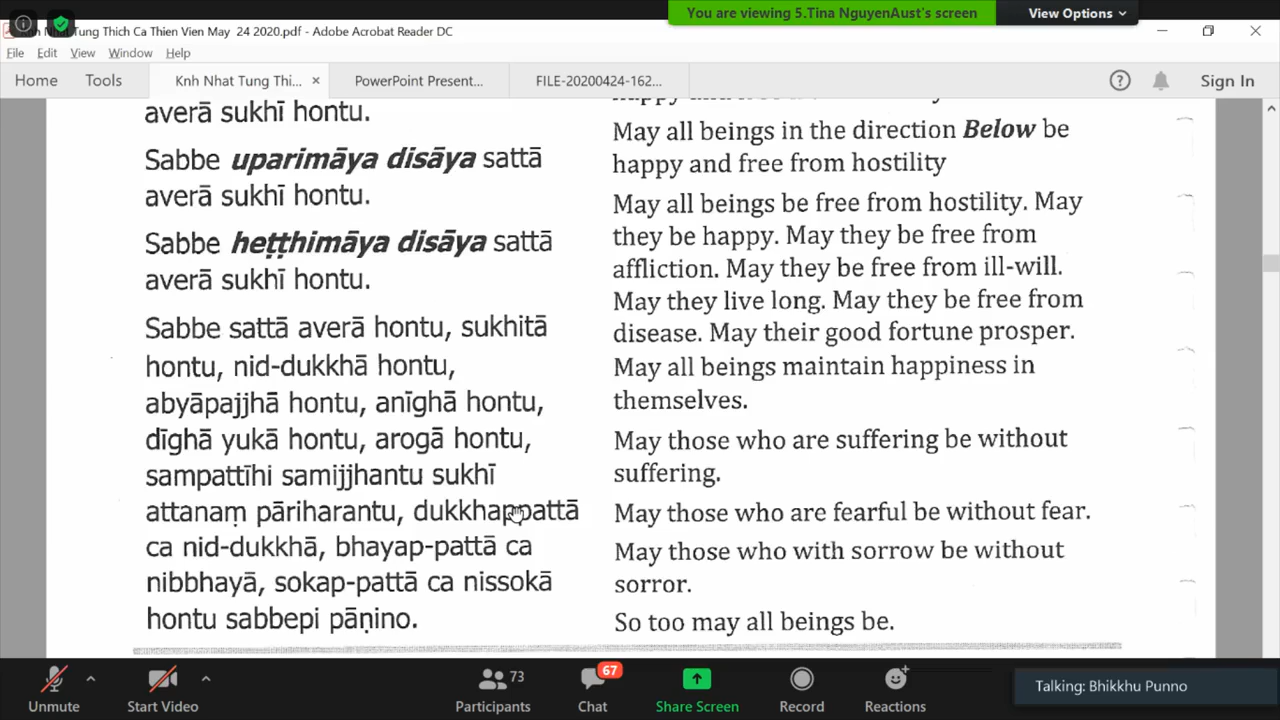 You are viewing 5.Tina NguyenAust's screen
View Options
Nhat Tung Thich Ca Thien Vien May 24 2020.pdf - Adobe Acrobat Reader DC
File Edit View Window Help
Home Tools Knh Nhat Tung Thi... × PowerPoint Present... FILE-20200424-162... Sign In
averā sukhī hontu.
Sabbe uparimāya disāya sattā
averā sukhī hontu.
Sabbe heṭṭhimāya disāya sattā
averā sukhī hontu.
Sabbe sattā averā hontu, sukhitā
hontu, nid-dukkhā hontu,
abyāpajjhā hontu, anīghā hontu,
dīghā yukā hontu, arogā hontu,
sampattīhi samijjhantu sukhī
attanaṃ pāriharantu, dukkhappattā
ca nid-dukkhā, bhayap-pattā ca
nibbhayā, sokap-pattā ca nissokā
hontu sabbepi pāṇino.
May all beings in the direction Below be
happy and free from hostility
May all beings be free from hostility. May
they be happy. May they be free from
affliction. May they be free from ill-will.
May they live long. May they be free from
disease. May their good fortune prosper.
May all beings maintain happiness in
themselves.
May those who are suffering be without
suffering.
May those who are fearful be without fear.
May those who with sorrow be without
sorror.
So too may all beings be.
73
67
Unmute Start Video Participants Chat Share Screen Record Reactions
Talking: Bhikkhu Punno